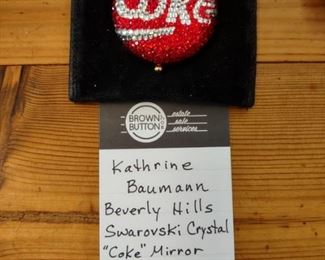 Coke
BROWN
BUTTON
estate
sale
services
Kathrine
Baumann
Beverly Hills
Swarovski Crystal
"Coke" Mirror